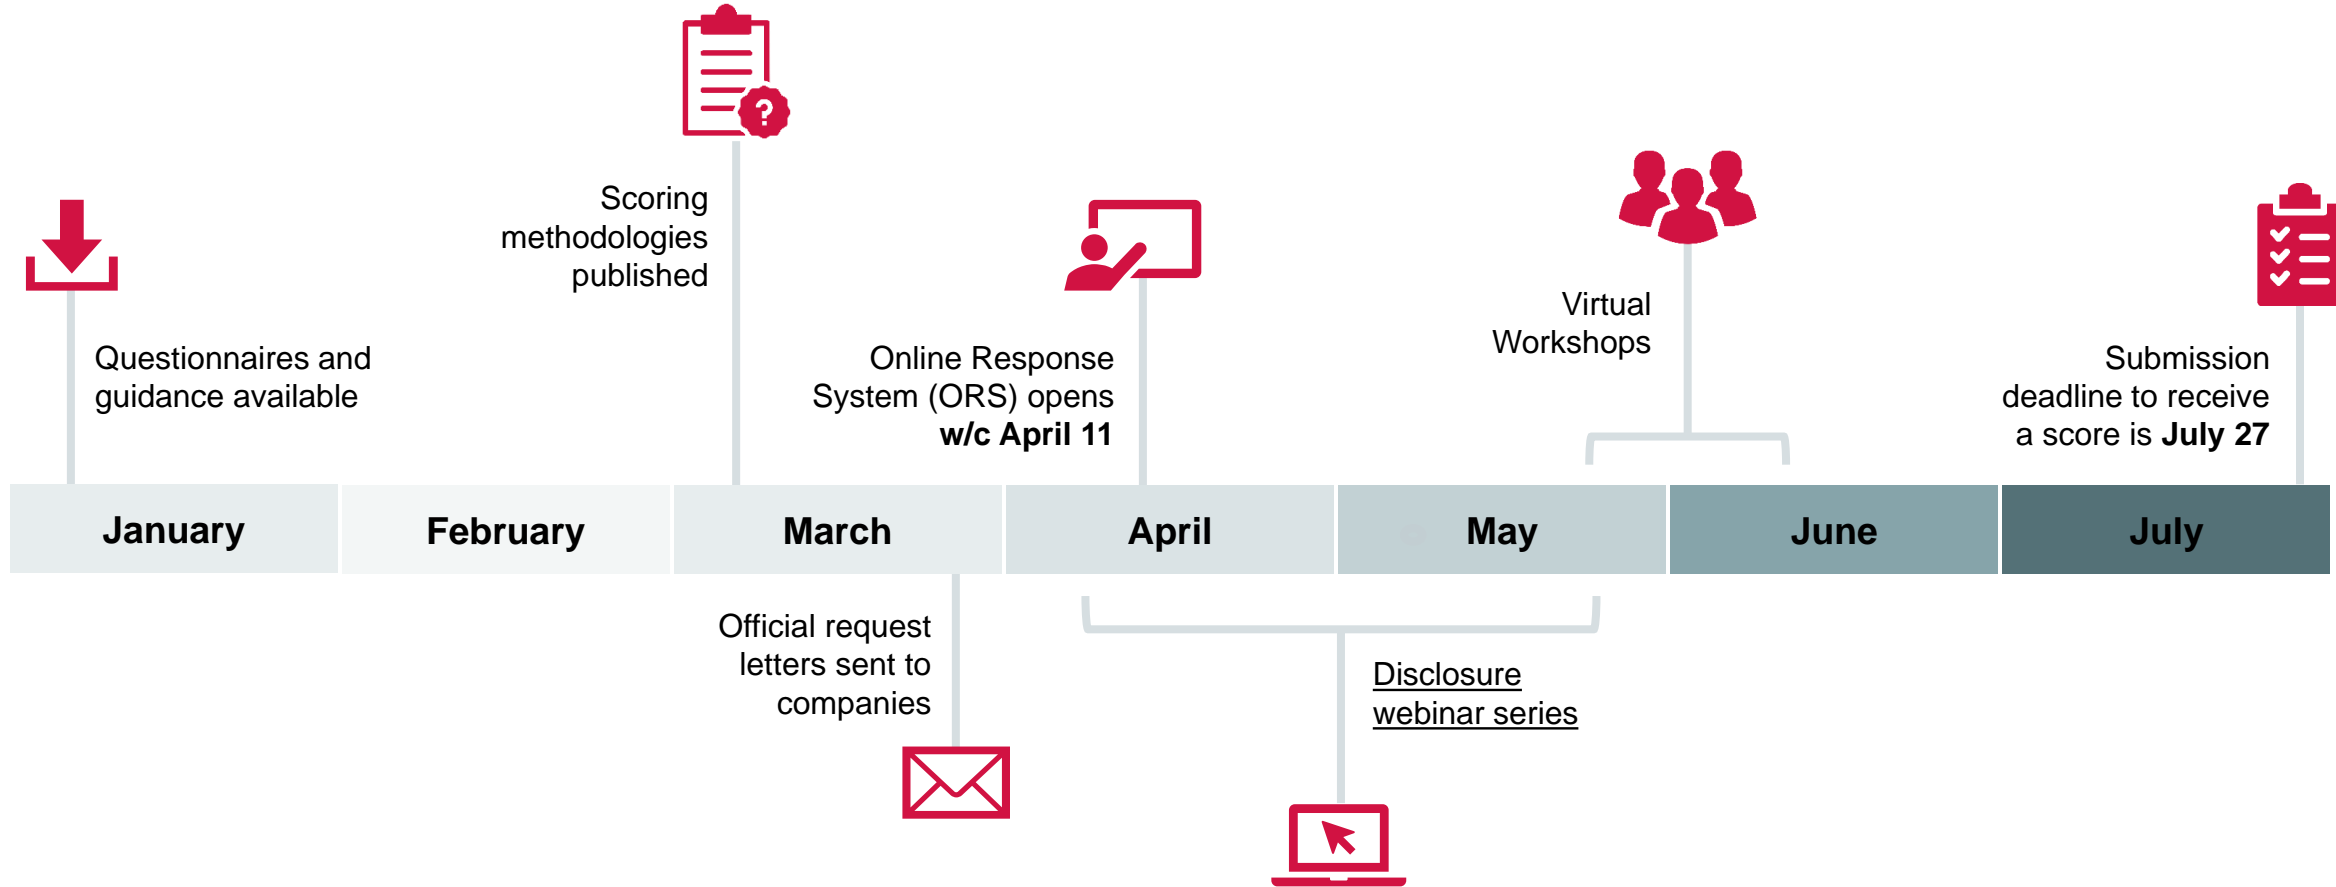 ?
Scoring
methodologies
published
Questionnaires and
guidance available
Online Response
System (ORS) opens
w/c April 11
Virtual
Workshops
Submission
deadline to receive
a score is July 27
January
February
March
April
May
June
July
Official request
letters sent to
companies
Disclosure
webinar series